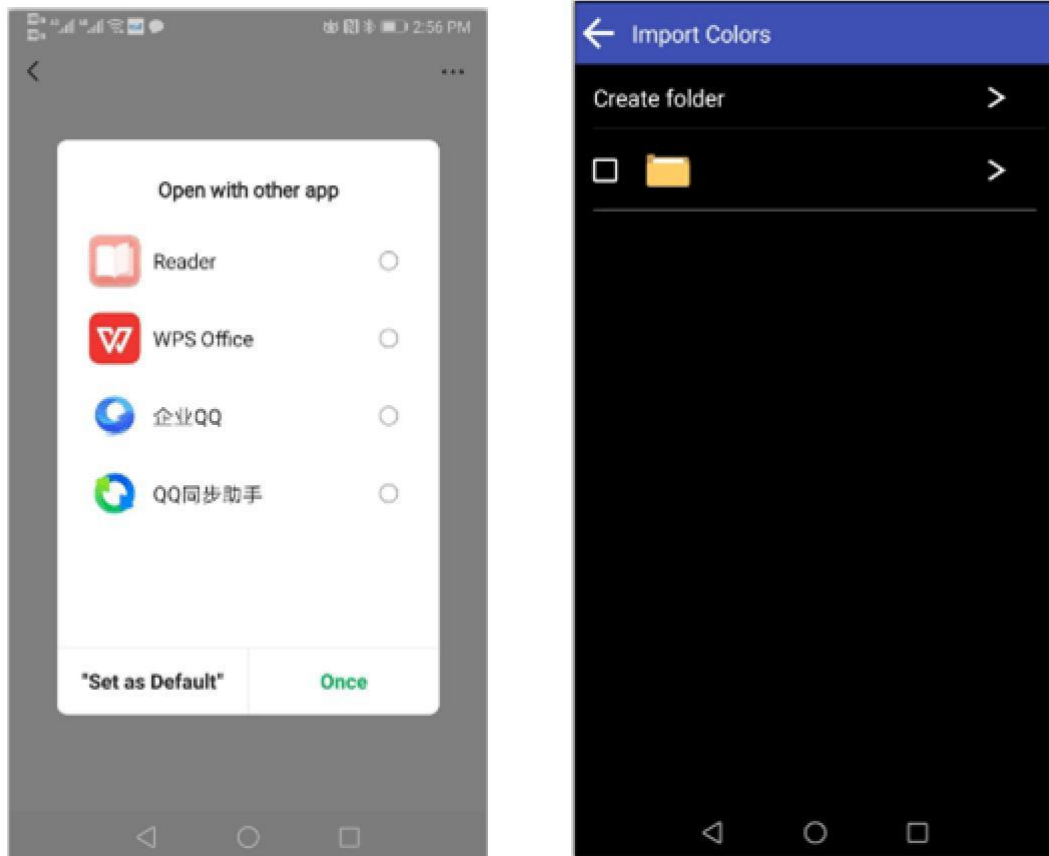 2:56 PM
Open with other app
Reader
WPS Office
企业QQ
QQ同步助手
"Set as Default"
Once
Import Colors
Create folder